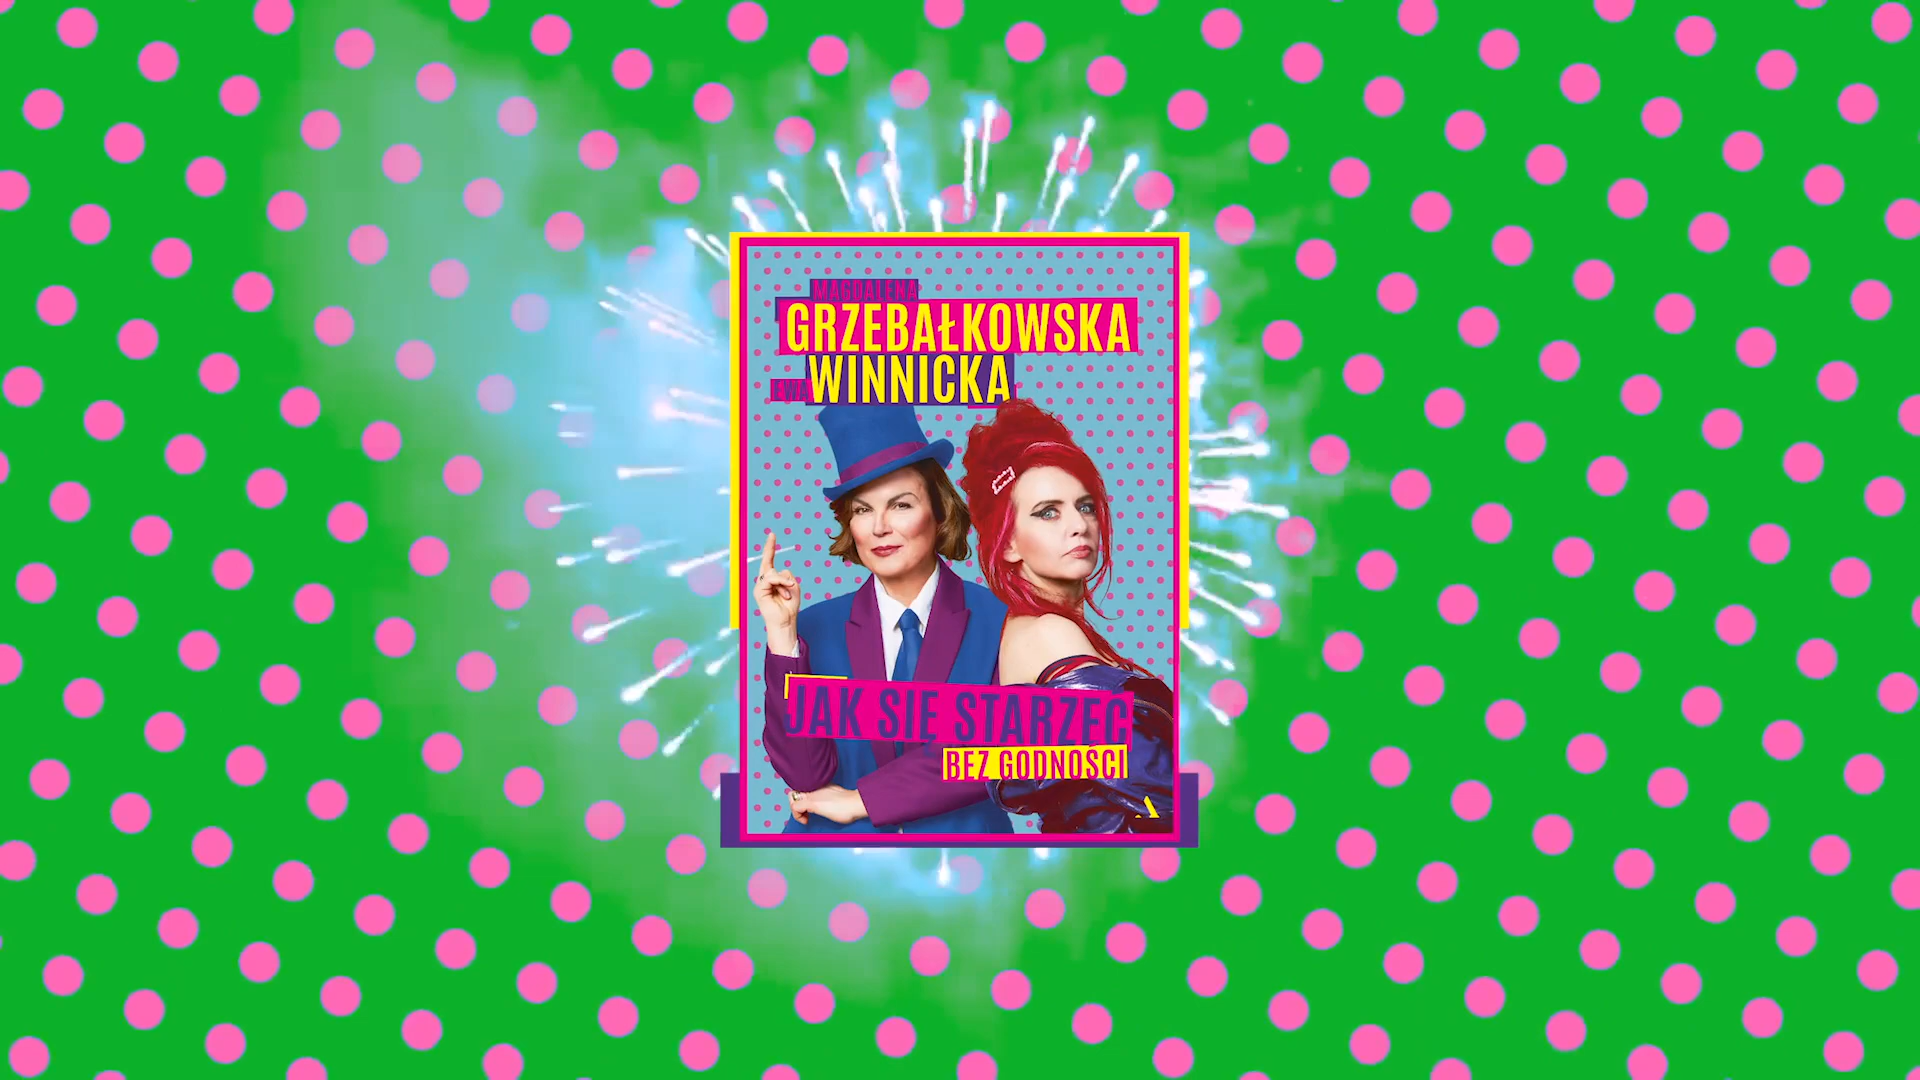 MAGDALENA
GRZEBAŁKOWSKA
EWA WINNICKA
JAK SIĘ STARZEĆ
BEZ GODNOŚCI